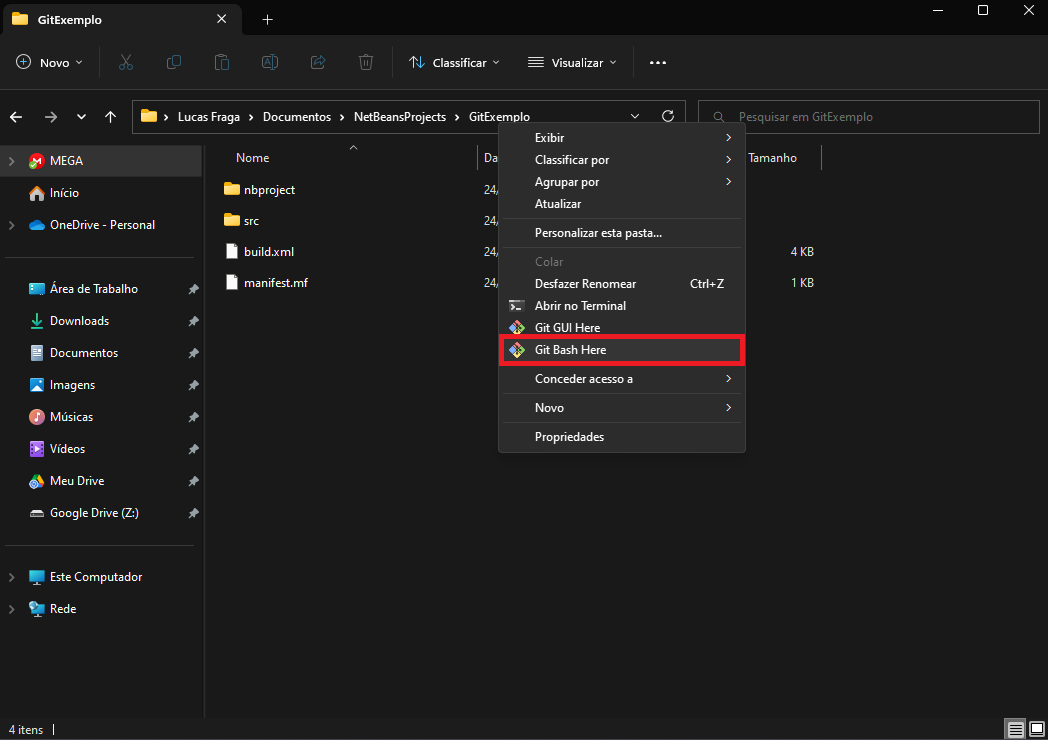 GitExemplo
Novo
Classificar
Visualizar
Lucas Fraga > Documentos > NetBeansProjects > GitExemplo
Pesquisar em GitExemplo
MEGA
Início
OneDrive - Personal
Área de Trabalho
Downloads
Documentos
Imagens
Músicas
Vídeos
Meu Drive
Google Drive (Z:)
Este Computador
Rede
Nome
Tamanho
nbproject
24/
src
24/
build.xml
24/
4 KB
manifest.mf
24/
1 KB
Exibir
Classificar por
Agrupar por
Atualizar
Personalizar esta pasta...
Colar
Desfazer Renomear Ctrl+Z
Abrir no Terminal
Git GUI Here
Git Bash Here
Conceder acesso a
Novo
Propriedades
4 itens